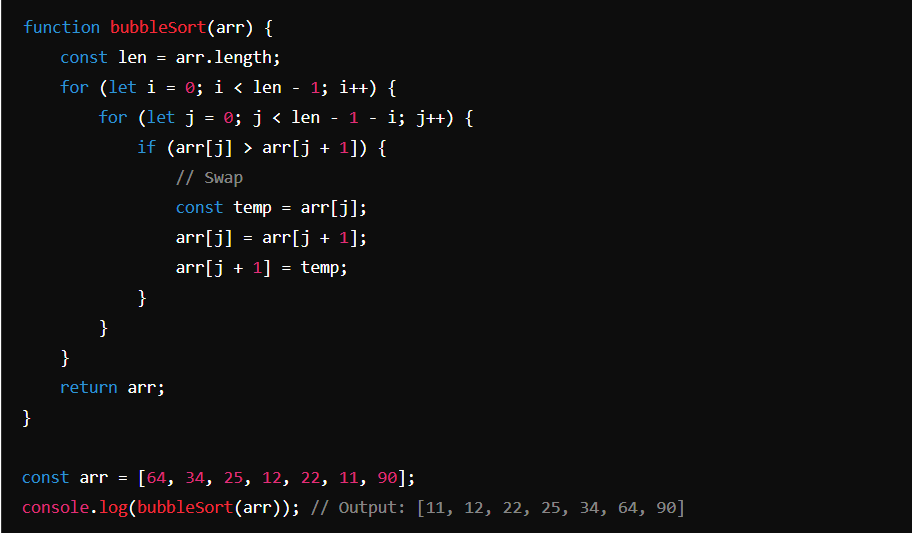 function bubbleSort(arr) {
    const len = arr.length;
    for (let i = 0; i < len - 1; i++) {
        for (let j = 0; j < len - 1 - i; j++) {
            if (arr[j] > arr[j + 1]) {
                // Swap
                const temp = arr[j];
                arr[j] = arr[j + 1];
                arr[j + 1] = temp;
            }
        }
    }
    return arr;
}

const arr = [64, 34, 25, 12, 22, 11, 90];
console.log(bubbleSort(arr)); // Output: [11, 12, 22, 25, 34, 64, 90]